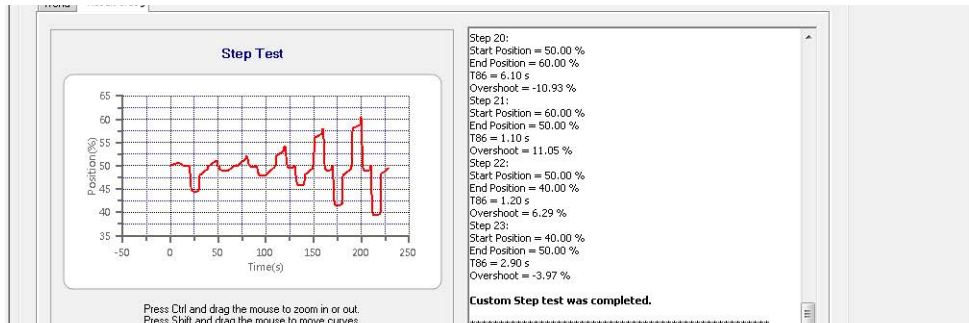 Trend
Step Test
65
60
55
50
45
40
35
Position(%)
-50 0 50 100 150 200 250
Time(s)
Press Ctrl and drag the mouse to zoom in or out.
Press Shift and drag the mouse to move curves
Step 20:
Start Position = 50.00 %
End Position = 60.00 %
T86 = 6.10 s
Overshoot = -10.93 %
Step 21:
Start Position = 60.00 %
End Position = 50.00 %
T86 = 1.10 s
Overshoot = 11.05 %
Step 22:
Start Position = 50.00 %
End Position = 40.00 %
T86 = 1.20 s
Overshoot = 6.29 %
Step 23:
Start Position = 40.00 %
End Position = 50.00 %
T86 = 2.90 s
Overshoot = -3.97 %
Custom Step test was completed.